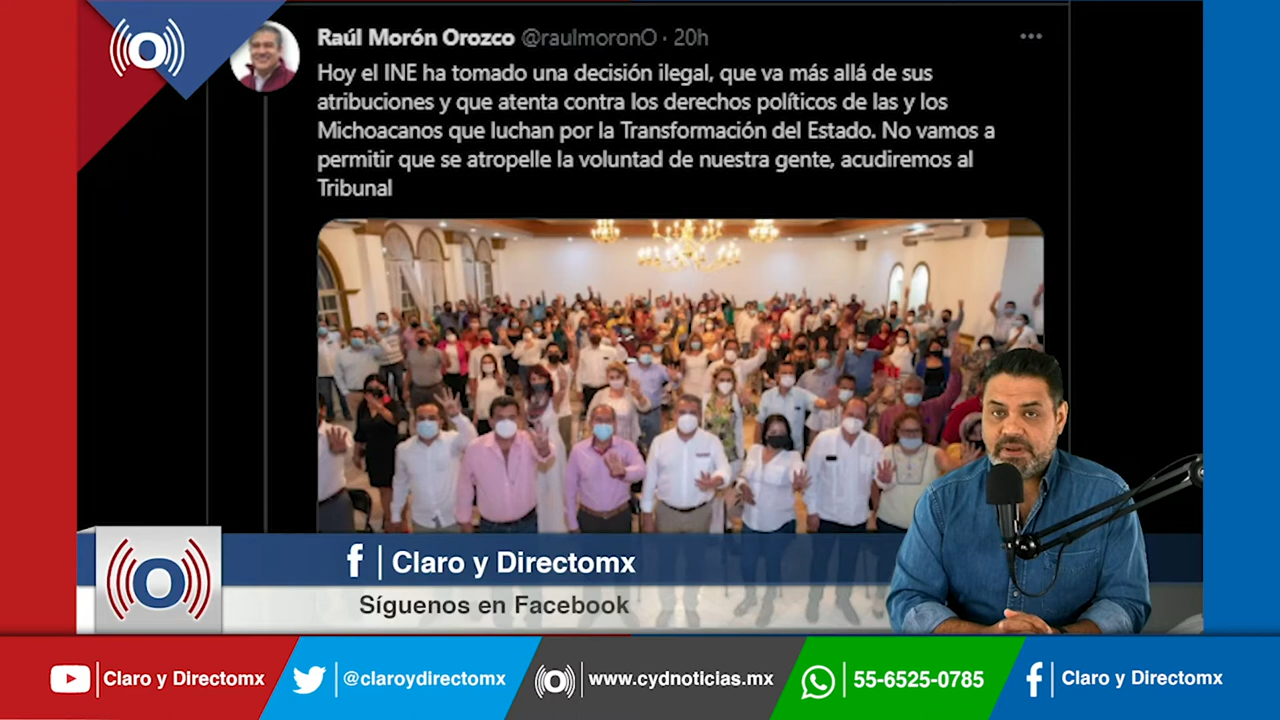 Raúl Morón Orozco @raulmoronO · 20h
Hoy el INE ha tomado una decisión ilegal, que va más allá de sus
atribuciones y que atenta contra los derechos políticos de las y los
Michoacanos que luchan por la Transformación del Estado. No vamos a
permitir que se atropelle la voluntad de nuestra gente, acudiremos al
Tribunal
f | Claro y Directomx
Síguenos en Facebook
Claro y Directomx
@claroydirectomx
www.cydnoticias.mx
55-6525-0785
Claro y Directomx